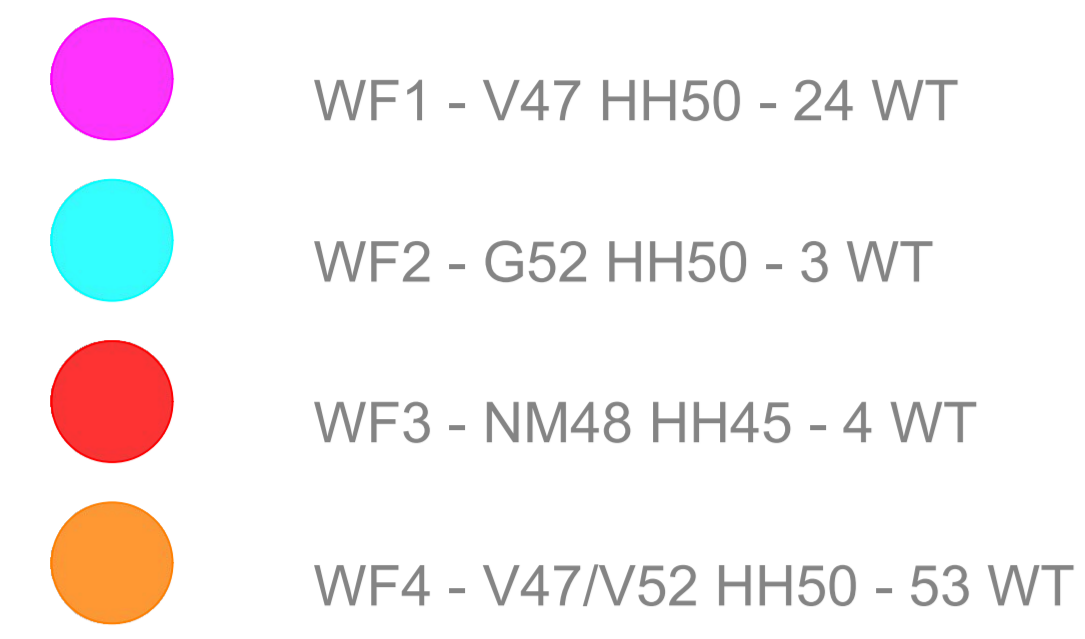 WF1 - V47 HH50 - 24 WT
WF2 - G52 HH50 - 3 WT
WF3 - NM48 HH45 - 4 WT
WF4 - V47/V52 HH50 - 53 WT